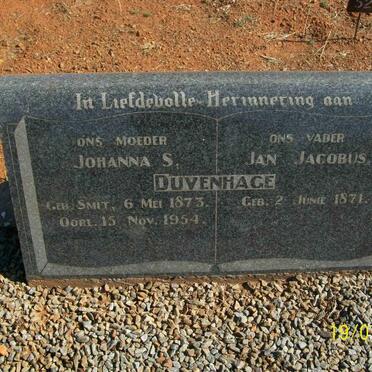 In Liefdevolle Herinnering aan
ONS MOEDER
JOHANNA S.
GEB. SMIT, 6 MEI 1873.
OORL. 15 NOV. 1954.
ONS VADER
JAN JACOBUS.
GEB. 2 JUNIE 1871.
DUVENHAGE
19